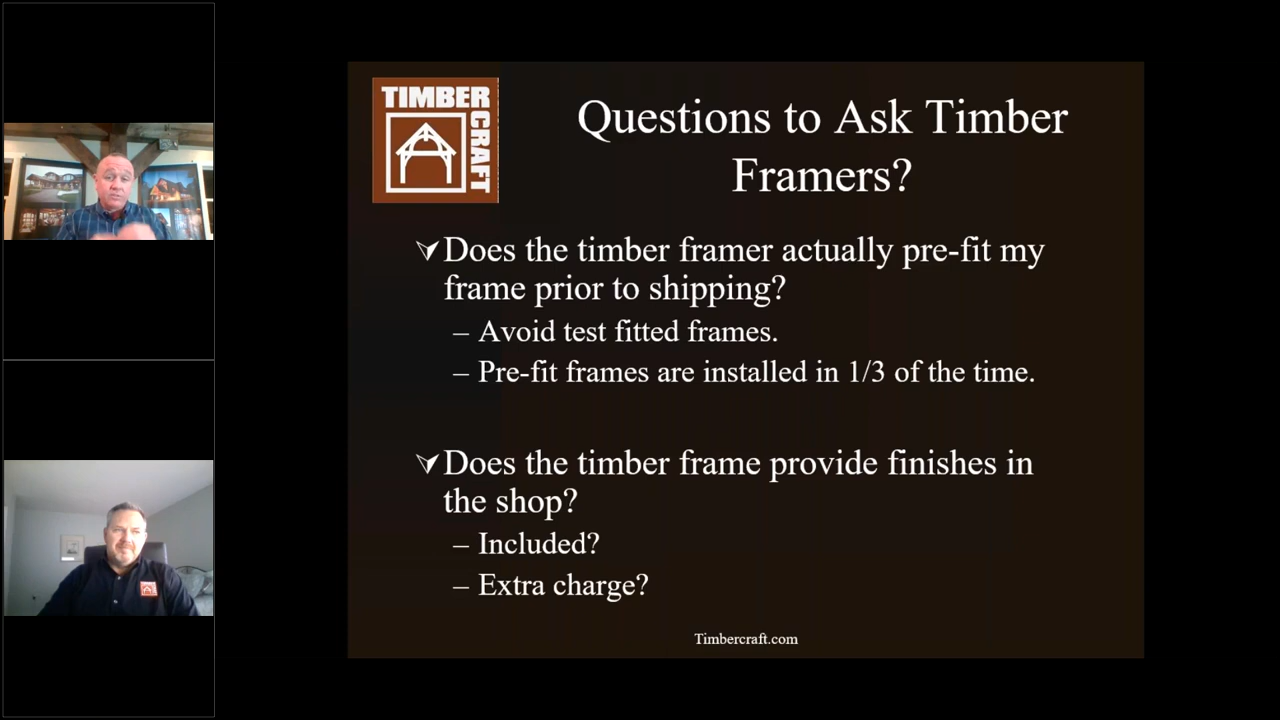 TIMBER
CRAFT
Questions to Ask Timber
Framers?
Does the timber framer actually pre-fit my
frame prior to shipping?
– Avoid test fitted frames.
– Pre-fit frames are installed in 1/3 of the time.
Does the timber frame provide finishes in
the shop?
– Included?
– Extra charge?
Timbercraft.com